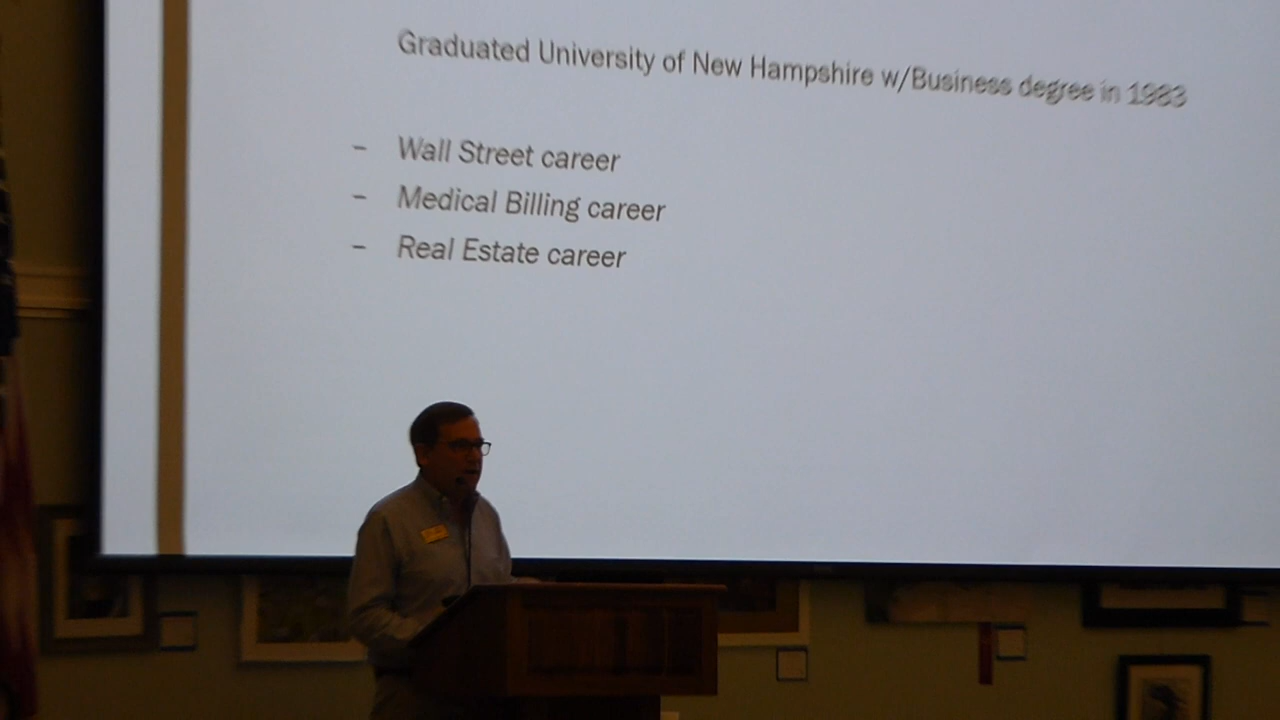 Graduated University of New Hampshire w/Business degree in 1983
– Wall Street career
– Medical Billing career
– Real Estate career